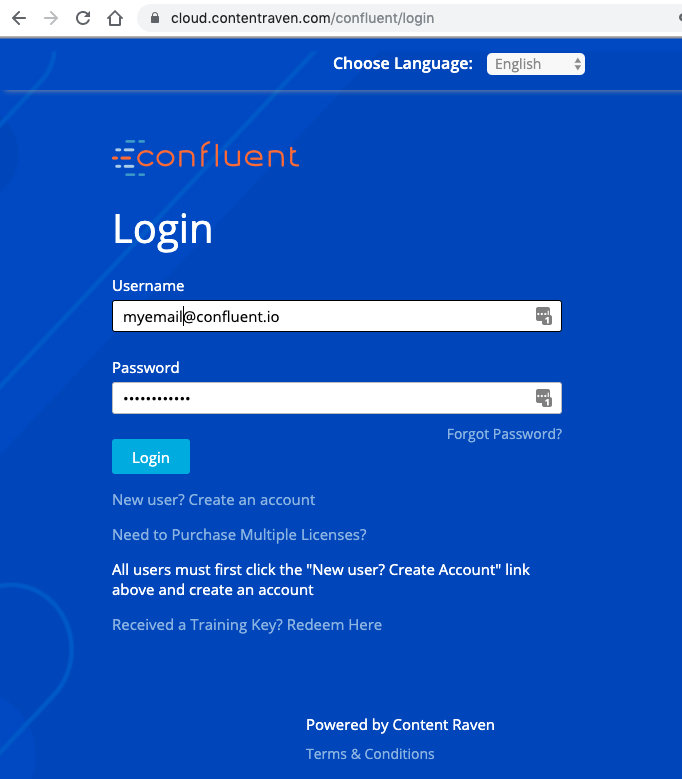 cloud.contentraven.com/confluent/login
Choose Language:
English
confluent
Login
Username
myemail@confluent.io
Password
••••••••••••
Forgot Password?
Login
New user? Create an account
Need to Purchase Multiple Licenses?
All users must first click the "New user? Create Account" link
above and create an account
Received a Training Key? Redeem Here
Powered by Content Raven
Terms & Conditions